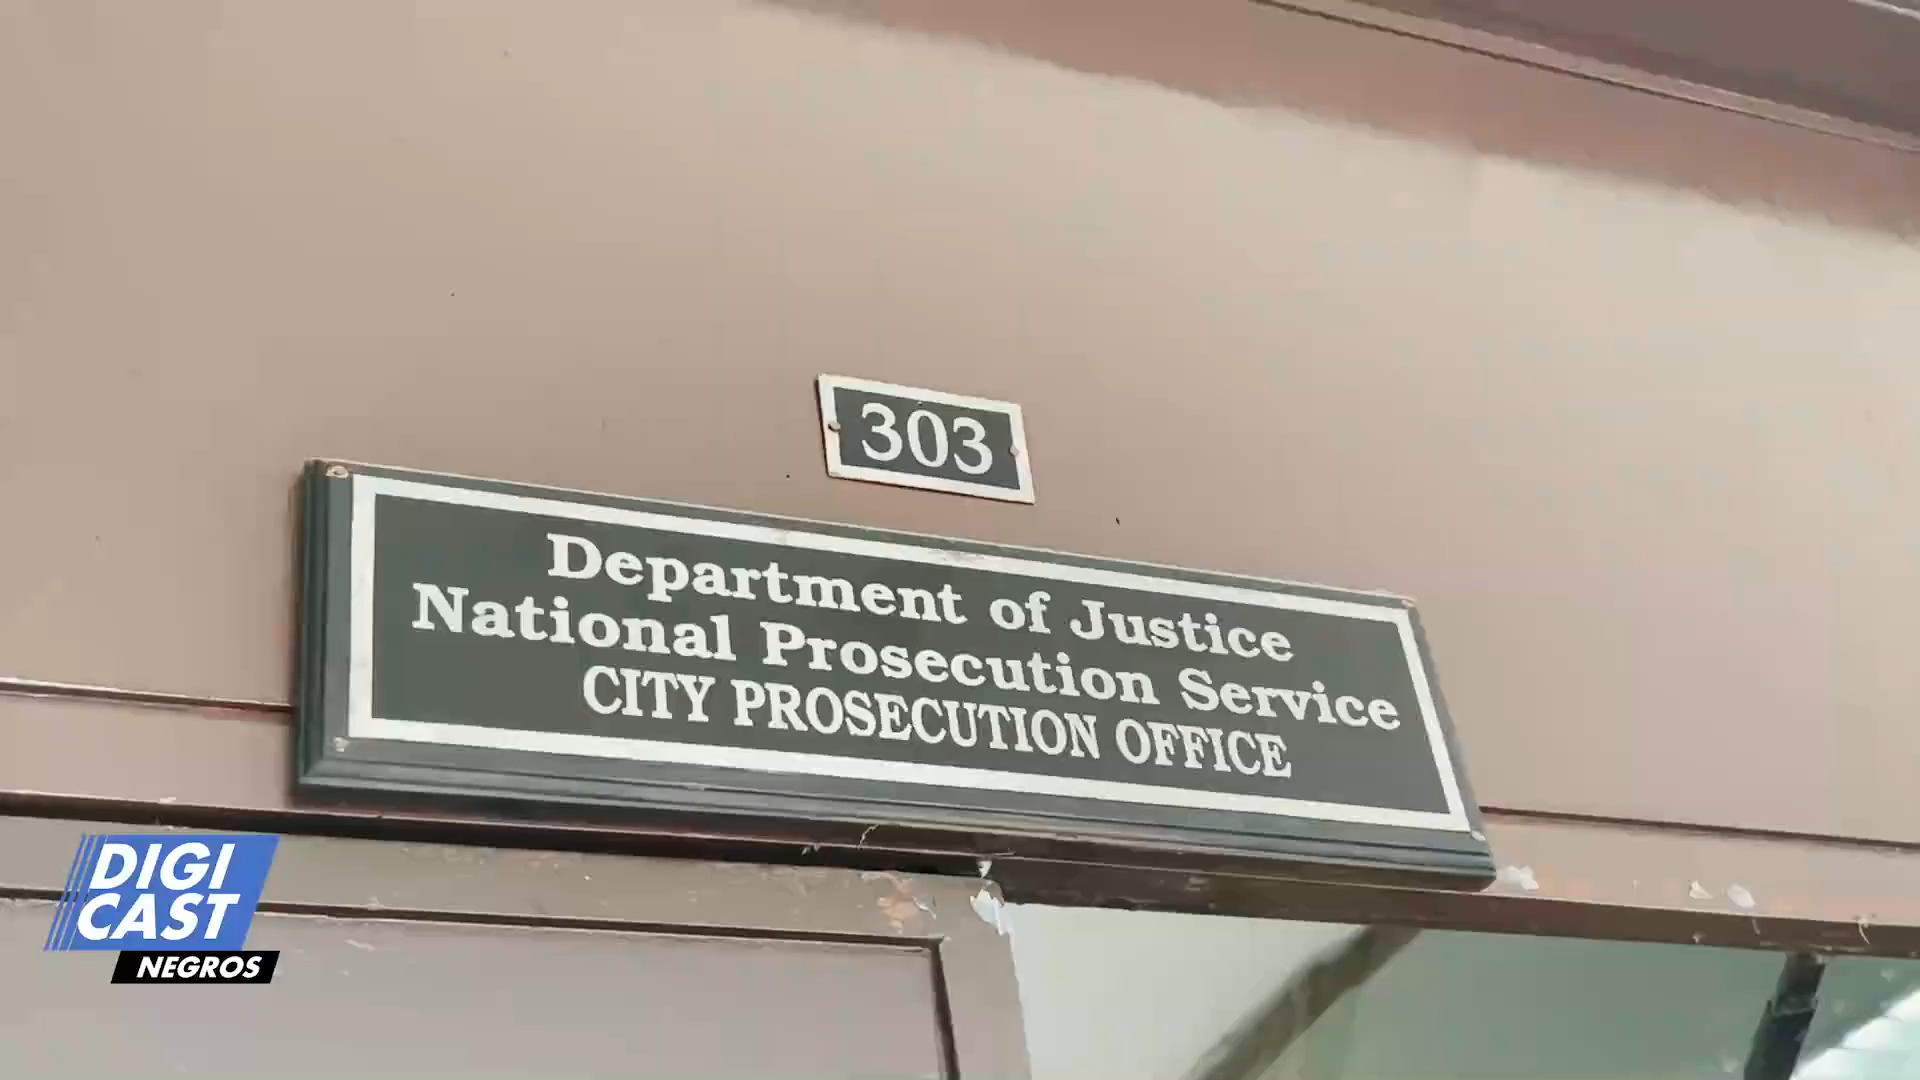 303
Department of Justice
National Prosecution Service
CITY PROSECUTION OFFICE
DIGI
CAST
NEGROS